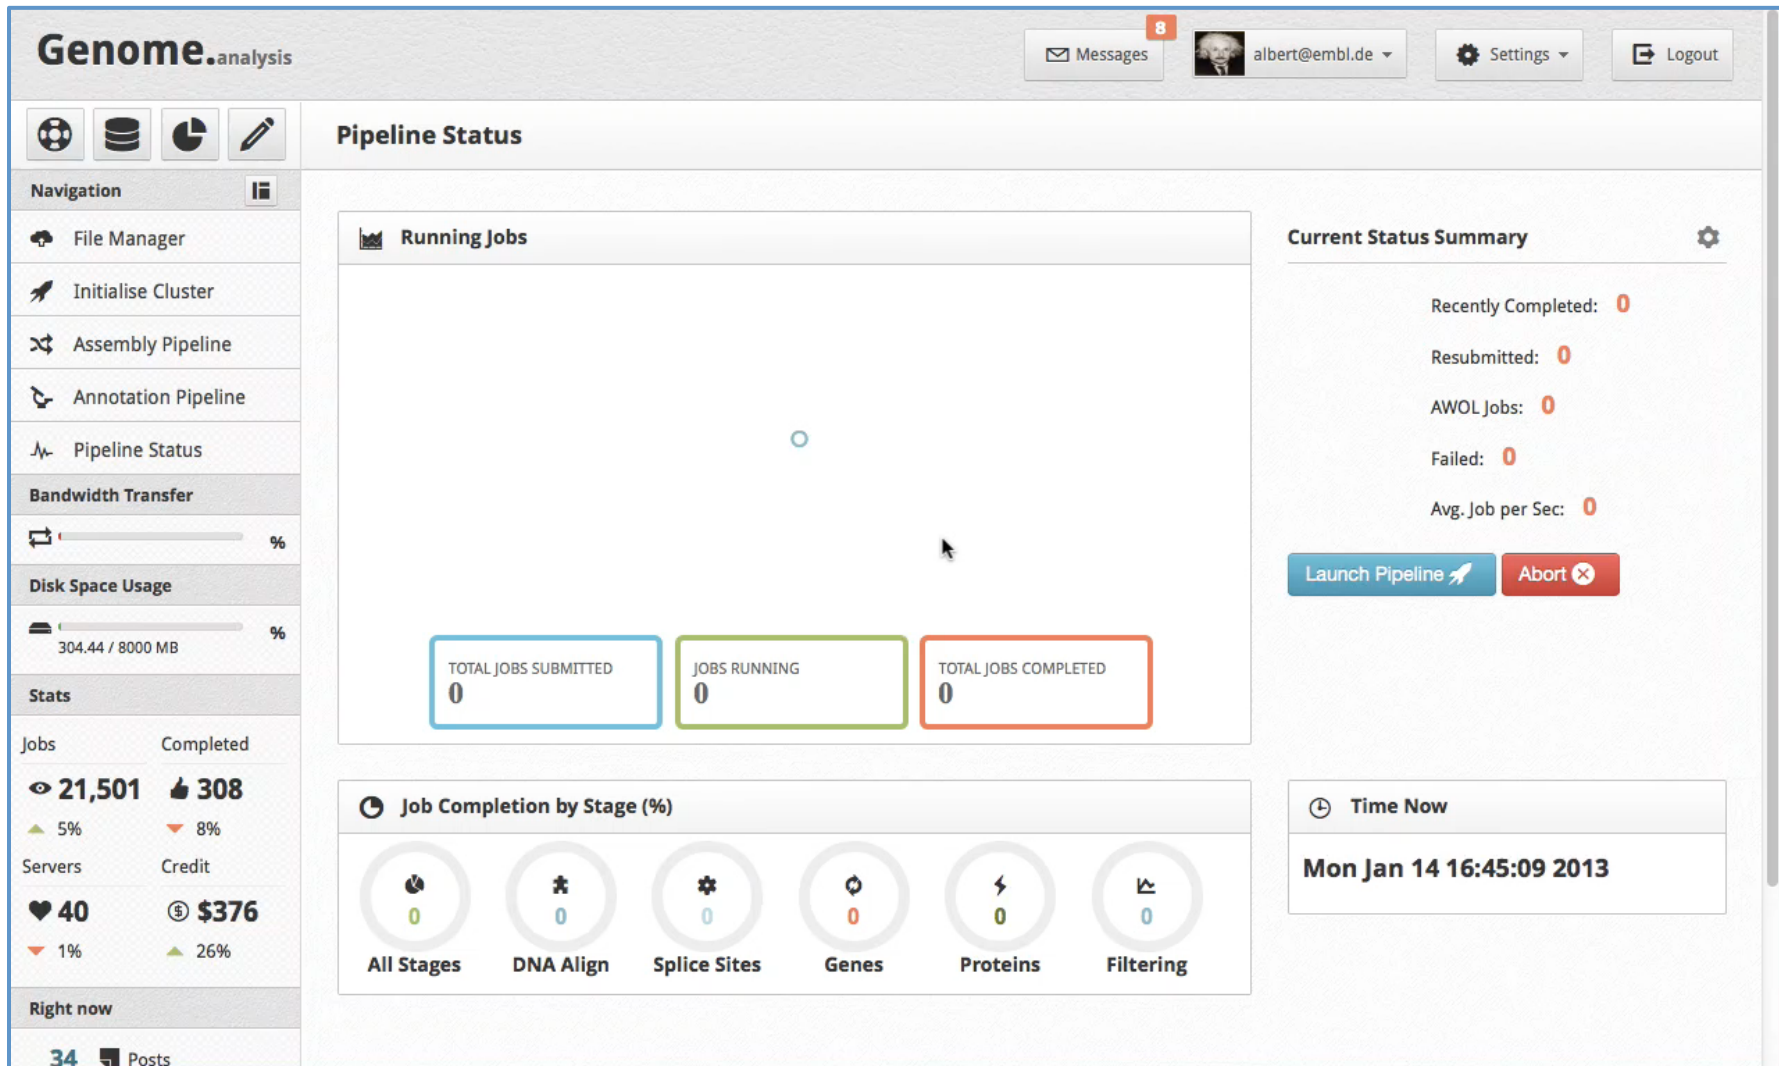 Genome.analysis
8
Messages
albert@embl.de
Settings
Logout
Pipeline Status
Navigation
File Manager
Initialise Cluster
Assembly Pipeline
Annotation Pipeline
Pipeline Status
Bandwidth Transfer
%
Disk Space Usage
%
304.44 / 8000 MB
Stats
Jobs Completed
21,501 308
5% 8%
Servers Credit
40 $376
1% 26%
Right now
34 Posts
Running Jobs
TOTAL JOBS SUBMITTED
0
JOBS RUNNING
0
TOTAL JOBS COMPLETED
0
Current Status Summary
Recently Completed: 0
Resubmitted: 0
AWOL Jobs: 0
Failed: 0
Avg. Job per Sec: 0
Launch Pipeline
Abort
Job Completion by Stage (%)
0 0 0 0 0 0
All Stages DNA Align Splice Sites Genes Proteins Filtering
Time Now
Mon Jan 14 16:45:09 2013